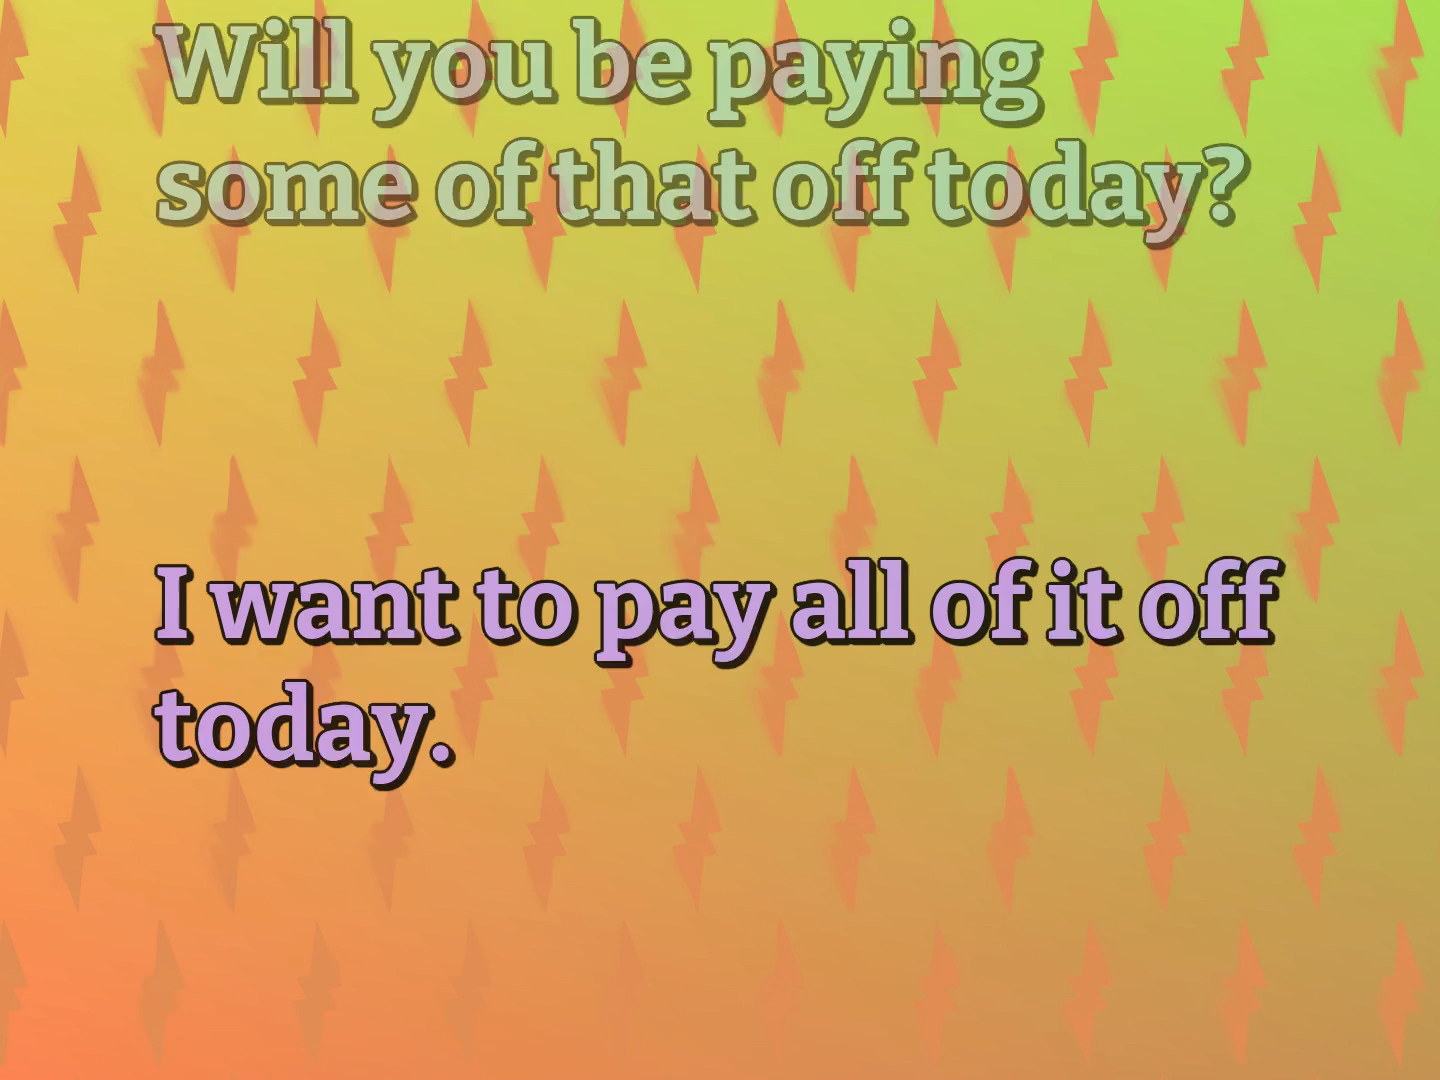 Will you be paying
some of that off today?
I want to pay all of it off
today.